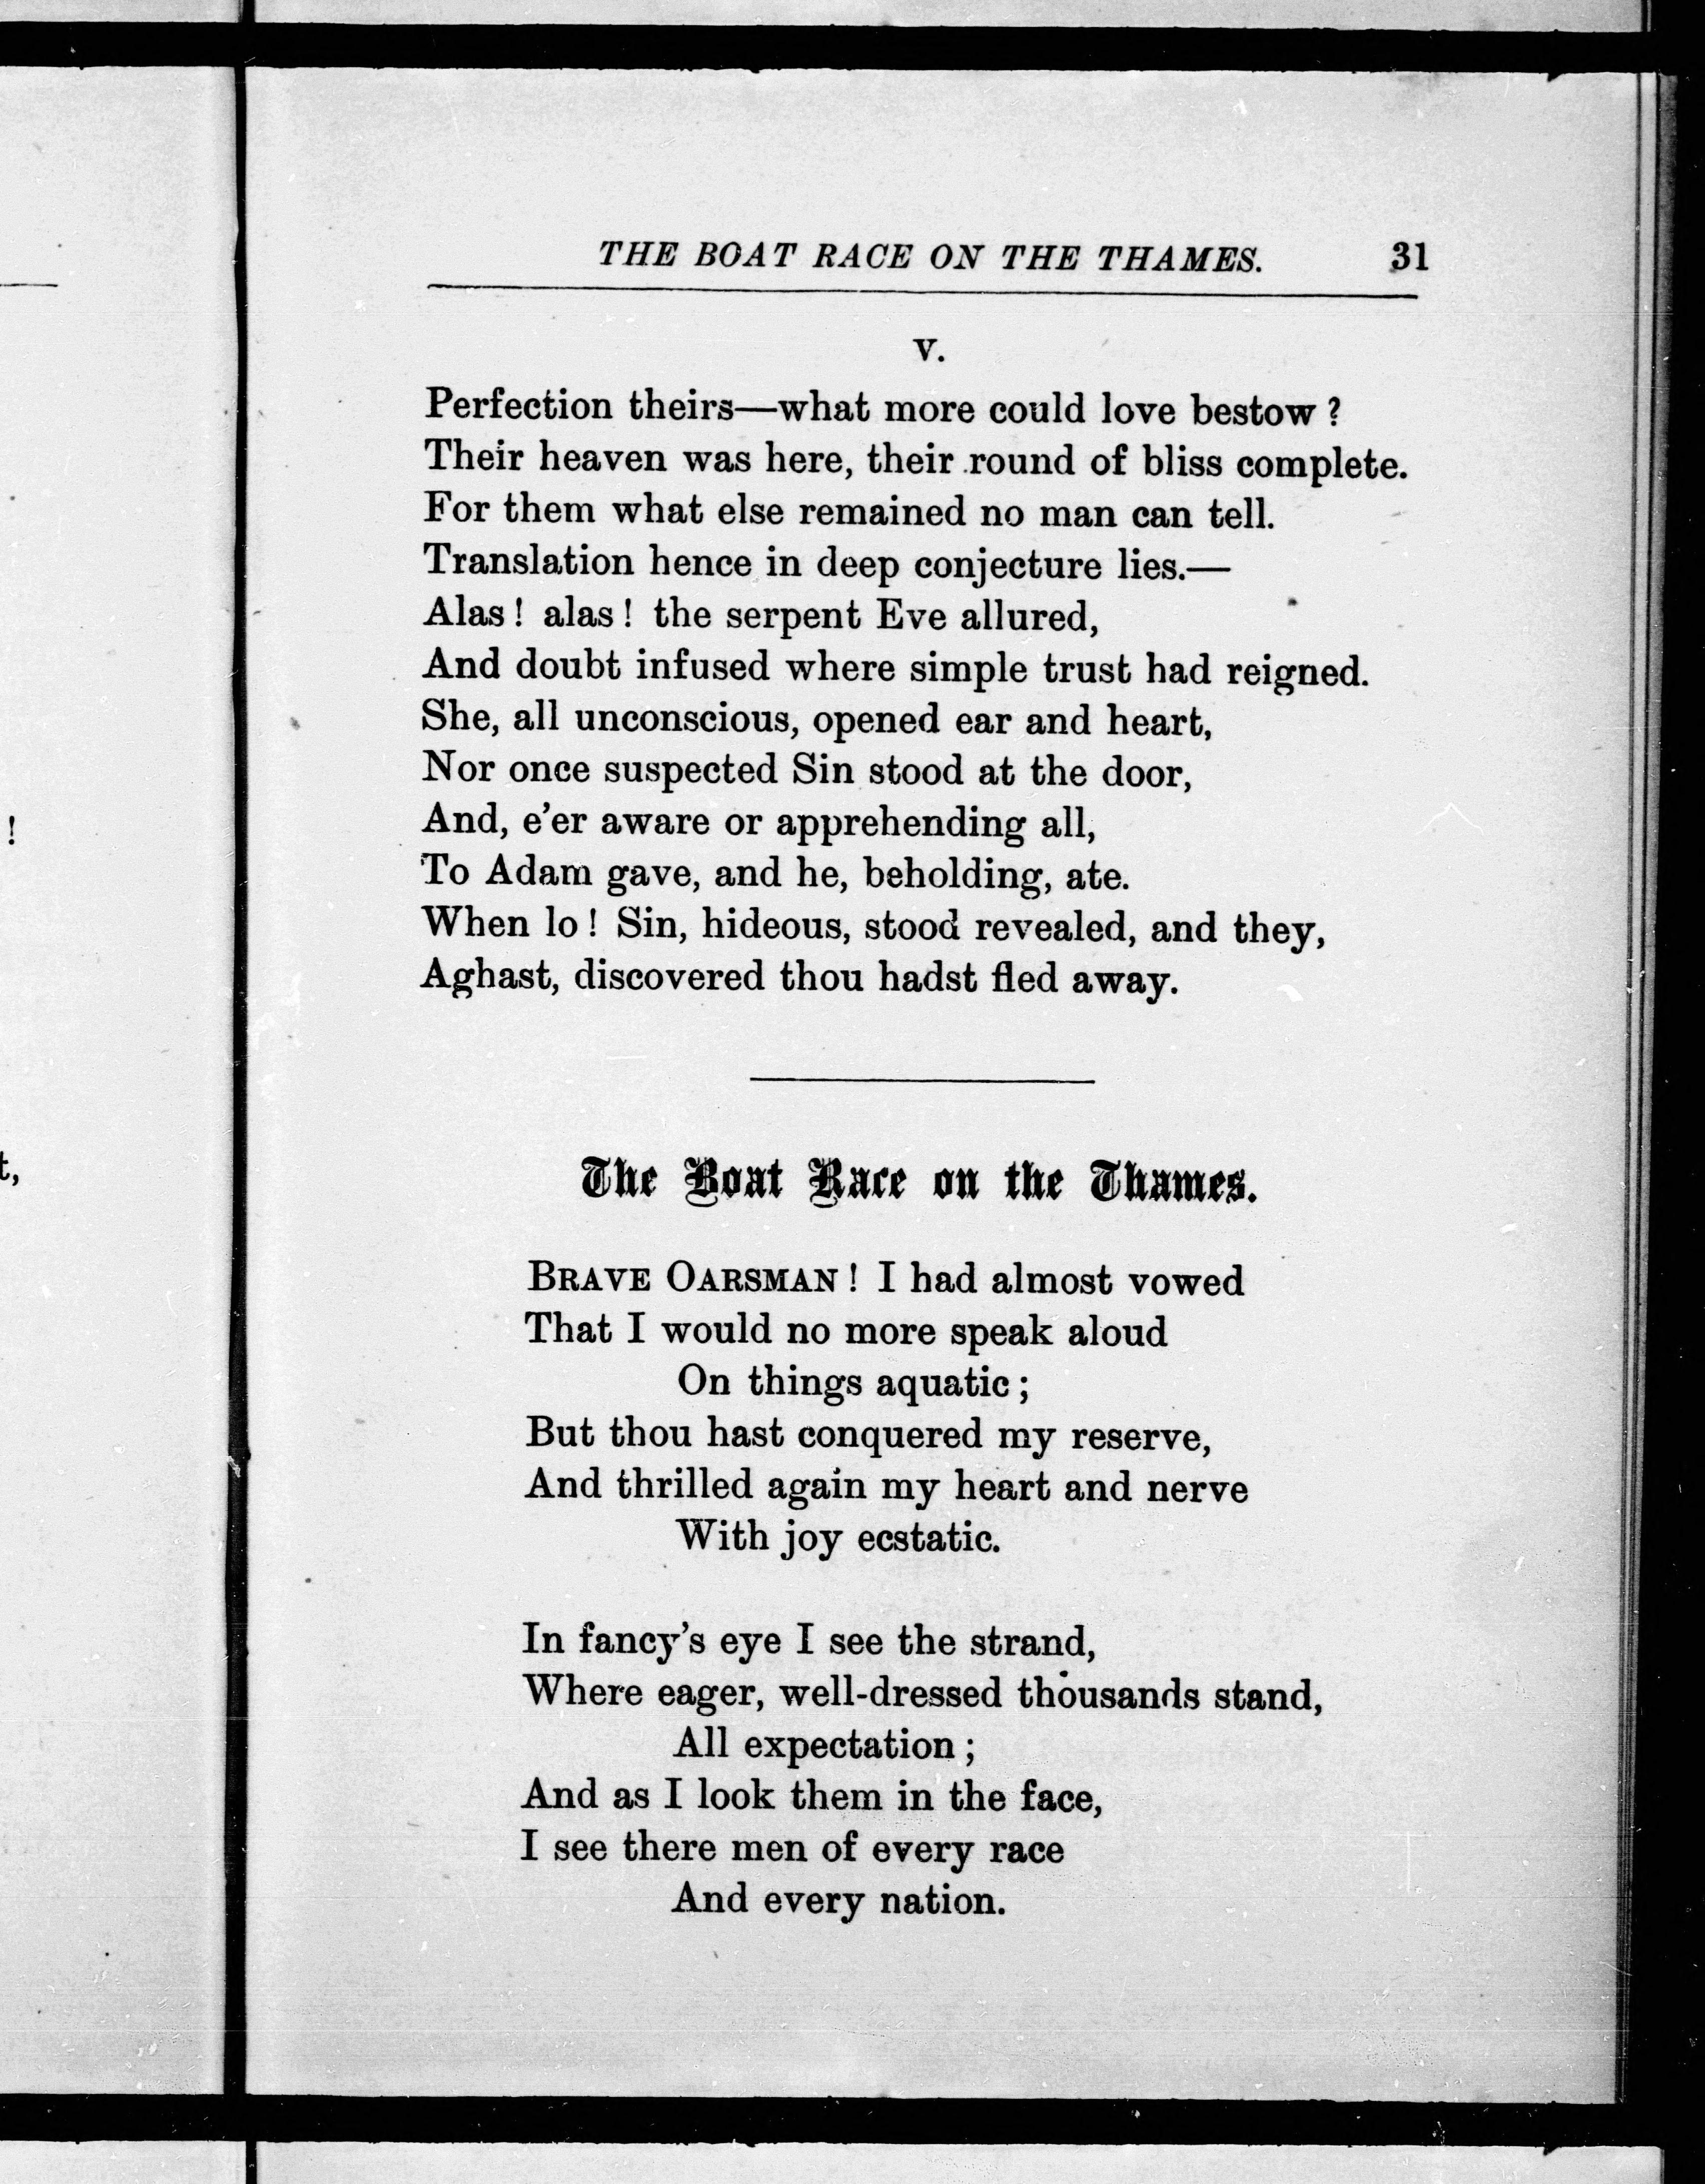 THE BOAT RACE ON THE THAMES. 31
V.
Perfection theirs—what more could love bestow ?
Their heaven was here, their round of bliss complete.
For them what else remained no man can tell.
Translation hence in deep conjecture lies.—
Alas ! alas ! the serpent Eve allured,
And doubt infused where simple trust had reigned.
She, all unconscious, opened ear and heart,
Nor once suspected Sin stood at the door,
And, e'er aware or apprehending all,
To Adam gave, and he, beholding, ate.
When lo ! Sin, hideous, stood revealed, and they,
Aghast, discovered thou hadst fled away.
The Boat Race on the Thames.
BRAVE OARSMAN ! I had almost vowed
That I would no more speak aloud
On things aquatic ;
But thou hast conquered my reserve,
And thrilled again my heart and nerve
With joy ecstatic.
In fancy's eye I see the strand,
Where eager, well-dressed thousands stand,
All expectation ;
And as I look them in the face,
I see there men of every race
And every nation.